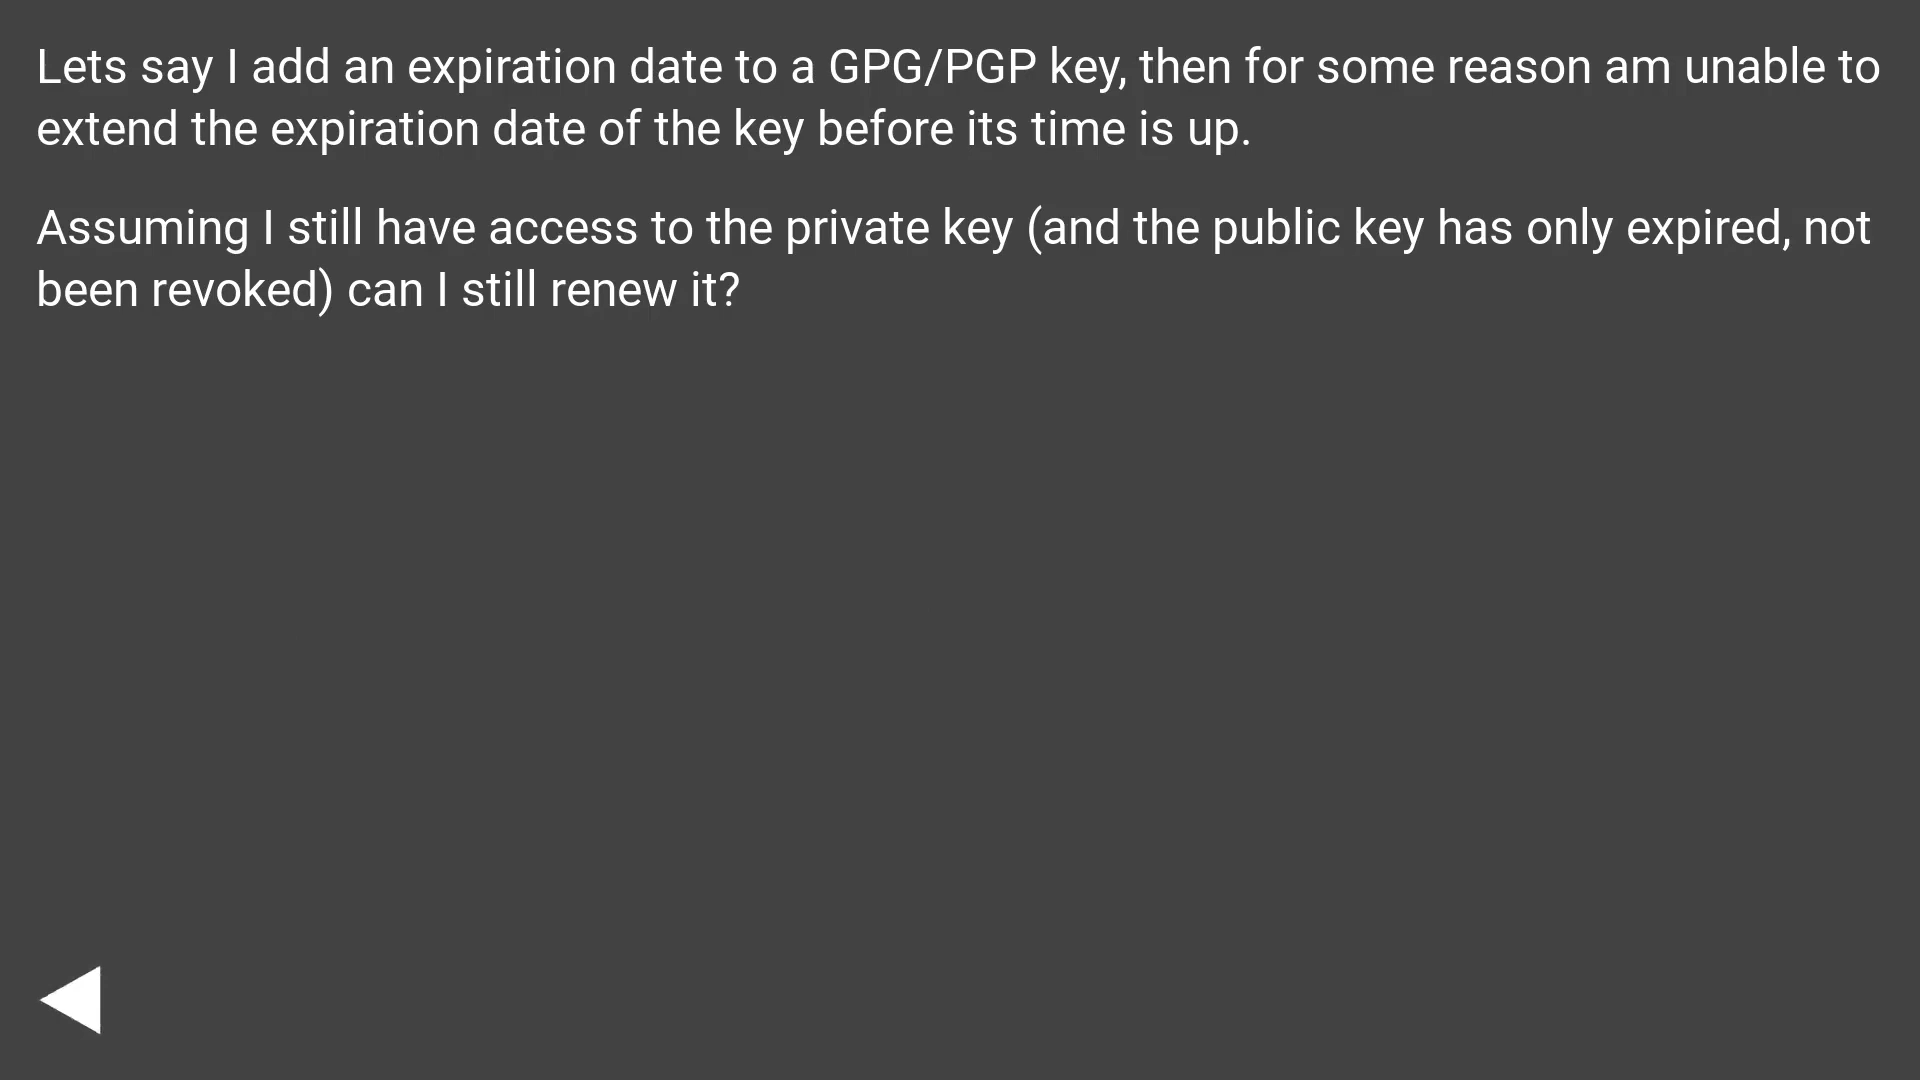 Lets say I add an expiration date to a GPG/PGP key, then for some reason am unable to
extend the expiration date of the key before its time is up.
Assuming I still have access to the private key (and the public key has only expired, not
been revoked) can I still renew it?